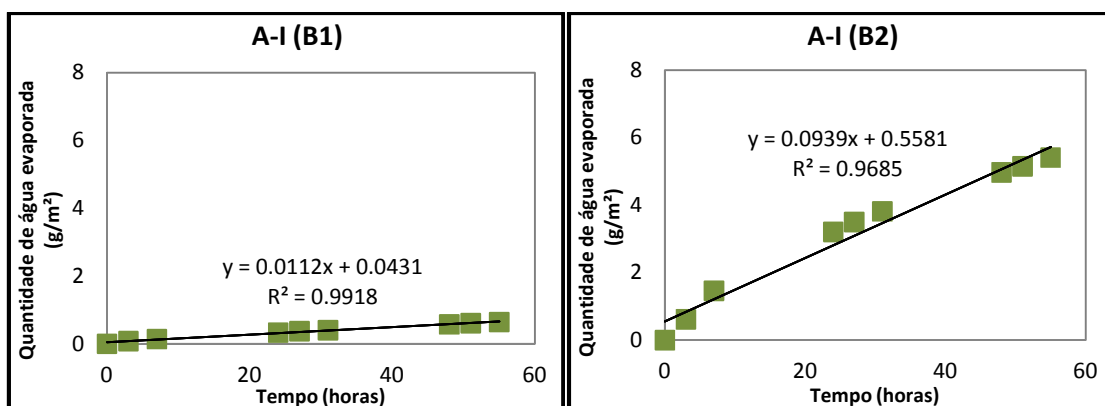 A-I (B1)
Quantidade de água evaporada
(g/m²)
8
6
4
2
0
y = 0.0112x + 0.0431
R² = 0.9918
0 20 40 60
Tempo (horas)
A-I (B2)
Quantidade de água evaporada
(g/m²)
8
6
4
2
0
y = 0.0939x + 0.5581
R² = 0.9685
0 20 40 60
Tempo (horas)